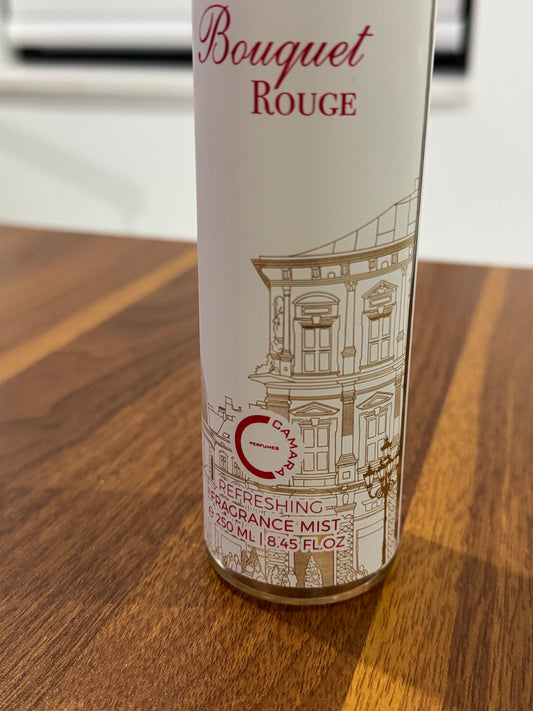 Bouquet
ROUGE
CAMARA
PERFUMES
REFRESHING
FRAGRANCE MIST
℮ 250 ML | 8.45 FL.OZ